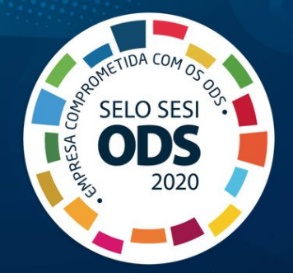 • EMPRESA COMPROMETIDA COM OS ODS •
SELO SESI
ODS
2020